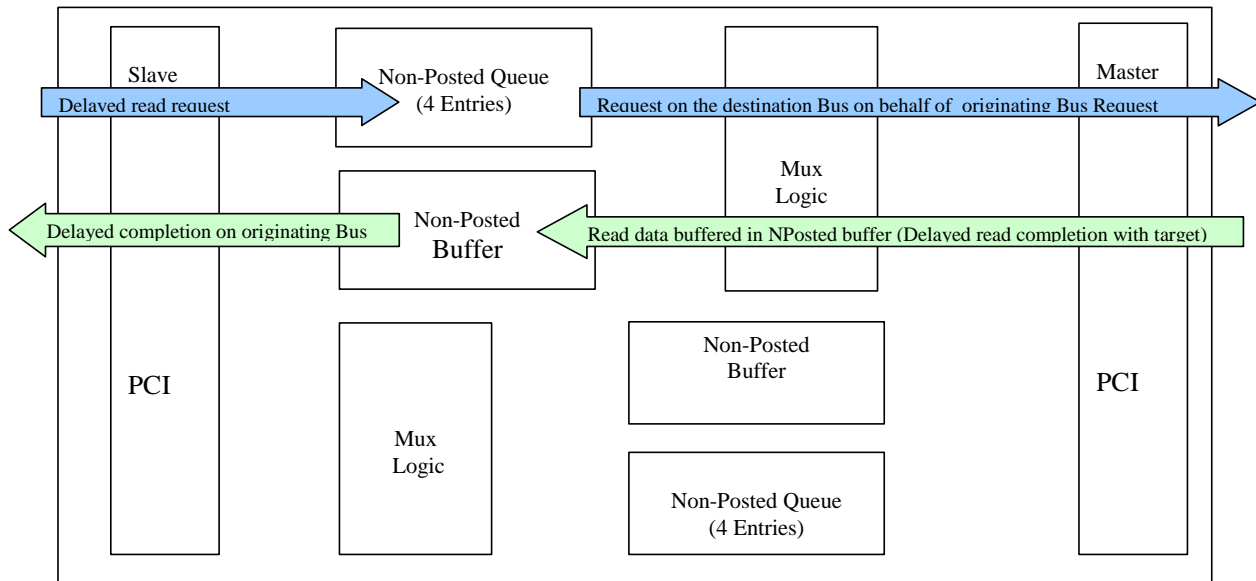 Slave
Non-Posted Queue
(4 Entries)
Master
Delayed read request
Request on the destination Bus on behalf of originating Bus Request
Mux
Logic
Non-Posted
Buffer
Delayed completion on originating Bus
Read data buffered in NPosted buffer (Delayed read completion with target)
PCI
Non-Posted
Buffer
PCI
Mux
Logic
Non-Posted Queue
(4 Entries)